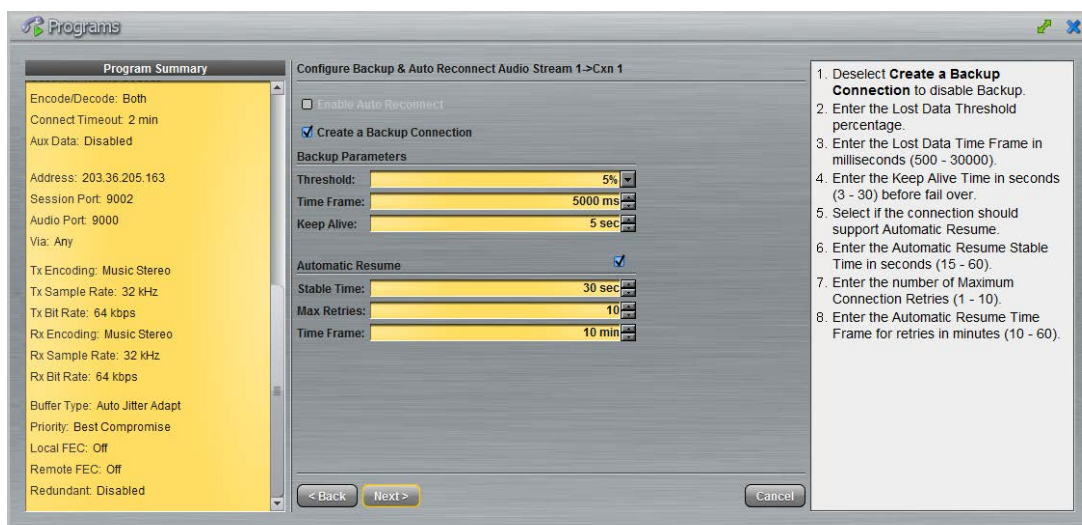 Programs
Program Summary
Encode/Decode: Both
Connect Timeout: 2 min
Aux Data: Disabled
Address: 203.36.205.163
Session Port: 9002
Audio Port: 9000
Via: Any
Tx Encoding: Music Stereo
Tx Sample Rate: 32 kHz
Tx Bit Rate: 64 kbps
Rx Encoding: Music Stereo
Rx Sample Rate: 32 kHz
Rx Bit Rate: 64 kbps
Buffer Type: Auto Jitter Adapt
Priority: Best Compromise
Local FEC: Off
Remote FEC: Off
Redundant: Disabled
Configure Backup & Auto Reconnect Audio Stream 1->Cxn 1
Enable Auto Reconnect
Create a Backup Connection
Backup Parameters
Threshold: 5%
Time Frame: 5000 ms
Keep Alive: 5 sec
Automatic Resume
Stable Time: 30 sec
Max Retries: 10
Time Frame: 10 min
< Back Next > Cancel
1. Deselect Create a Backup
Connection to disable Backup.
2. Enter the Lost Data Threshold
percentage.
3. Enter the Lost Data Time Frame in
milliseconds (500 - 30000).
4. Enter the Keep Alive Time in seconds
(3 - 30) before fail over.
5. Select if the connection should
support Automatic Resume.
6. Enter the Automatic Resume Stable
Time in seconds (15 - 60).
7. Enter the number of Maximum
Connection Retries (1 - 10).
8. Enter the Automatic Resume Time
Frame for retries in minutes (10 - 60).